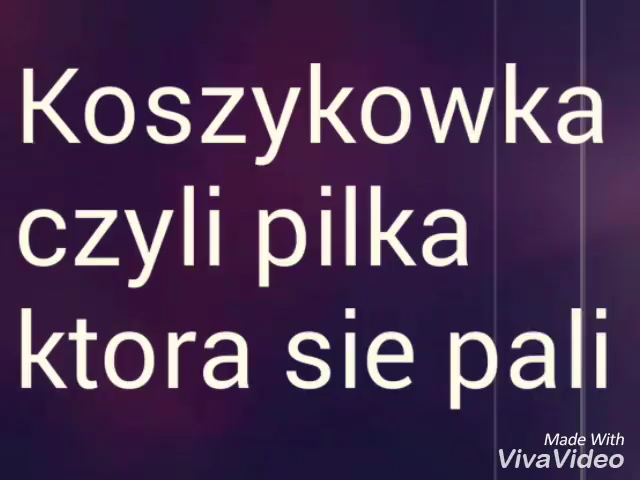 Koszykowka
czyli pilka
ktora sie pali
Made With
VivaVideo